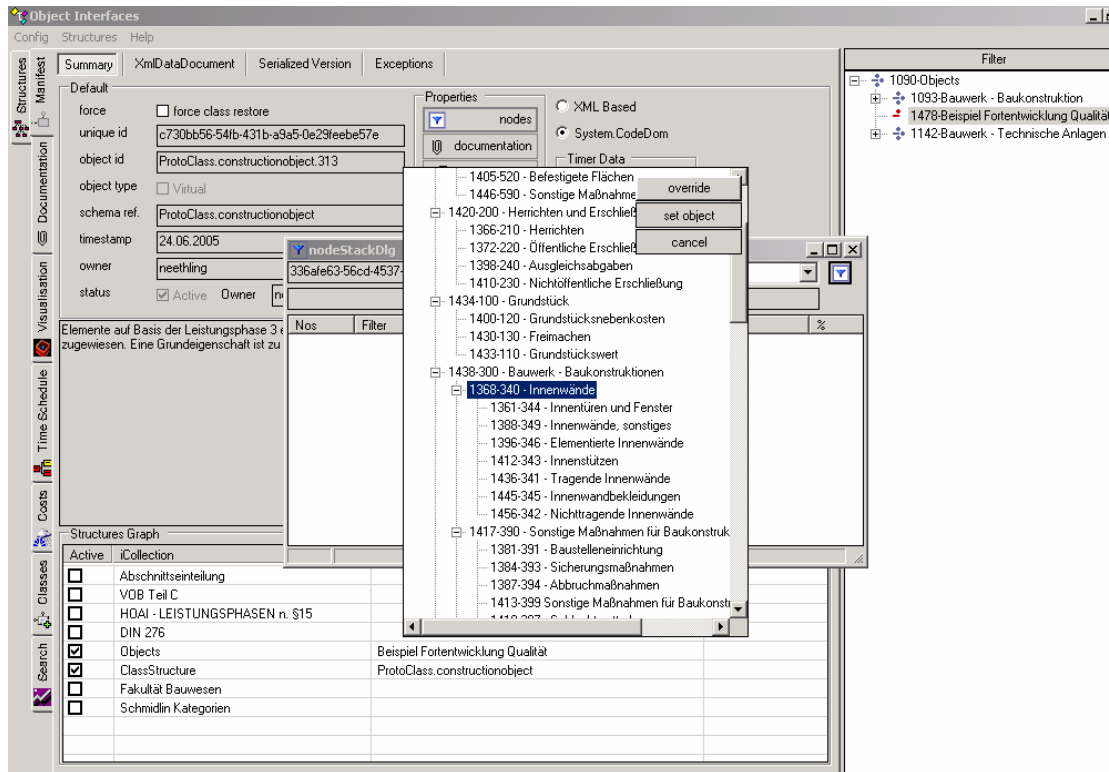 Object Interfaces
Config Structures Help
Structures
Manifest
Documentation
Visualisation
Time Schedule
Costs
Classes
Search
Summary XmlDataDocument Serialized Version Exceptions
Default
force force class restore
unique id c730bb56-54fb-431b-a9a5-0e29feebe57e
object id ProtoClass.constructionobject.313
object type Virtual
schema ref. ProtoClass.constructionobject
timestamp 24.06.2005
owner neethling
status Active Owner
Properties
nodes
documentation
XML Based
System.CodeDom
Timer Data
Elemente auf Basis der Leistungsphase 3
zugewiesen. Eine Grundeigenschaft ist zu
nodeStackDlg
336afe63-56cd-4537-
Nos Filter %
1405-520 - Befestigete Flächen
1446-590 - Sonstige Maßnahme
1420-200 - Herrichten und Erschließ
1366-210 - Herrichten
1372-220 - Öffentliche Erschließ
1398-240 - Ausgleichsabgaben
1410-230 - Nichtöffentliche Erschließung
1434-100 - Grundstück
1400-120 - Grundstücksnebenkosten
1430-130 - Freimachen
1433-110 - Grundstückswert
1438-300 - Bauwerk - Baukonstruktionen
1368-340 - Innenwände
1361-344 - Innentüren und Fenster
1388-349 - Innenwände, sonstiges
1396-346 - Elementierte Innenwände
1412-343 - Innenstützen
1436-341 - Tragende Innenwände
1445-345 - Innenwandbekleidungen
1456-342 - Nichttragende Innenwände
1417-390 - Sonstige Maßnahmen für Baukonstruk
1381-391 - Baustelleneinrichtung
1384-393 - Sicherungsmaßnahmen
1387-394 - Abbruchmaßnahmen
1413-399 Sonstige Maßnahmen für Baukonstr
override
set object
cancel
Structures Graph
Active iCollection
Abschnittseinteilung
VOB Teil C
HOAI - LEISTUNGSPHASEN n. §15
DIN 276
Objects Beispiel Fortentwicklung Qualität
ClassStructure ProtoClass.constructionobject
Fakultät Bauwesen
Schmidlin Kategorien
Filter
1090-Objects
1093-Bauwerk - Baukonstruktion
1478-Beispiel Fortentwicklung Qualität
1142-Bauwerk - Technische Anlagen